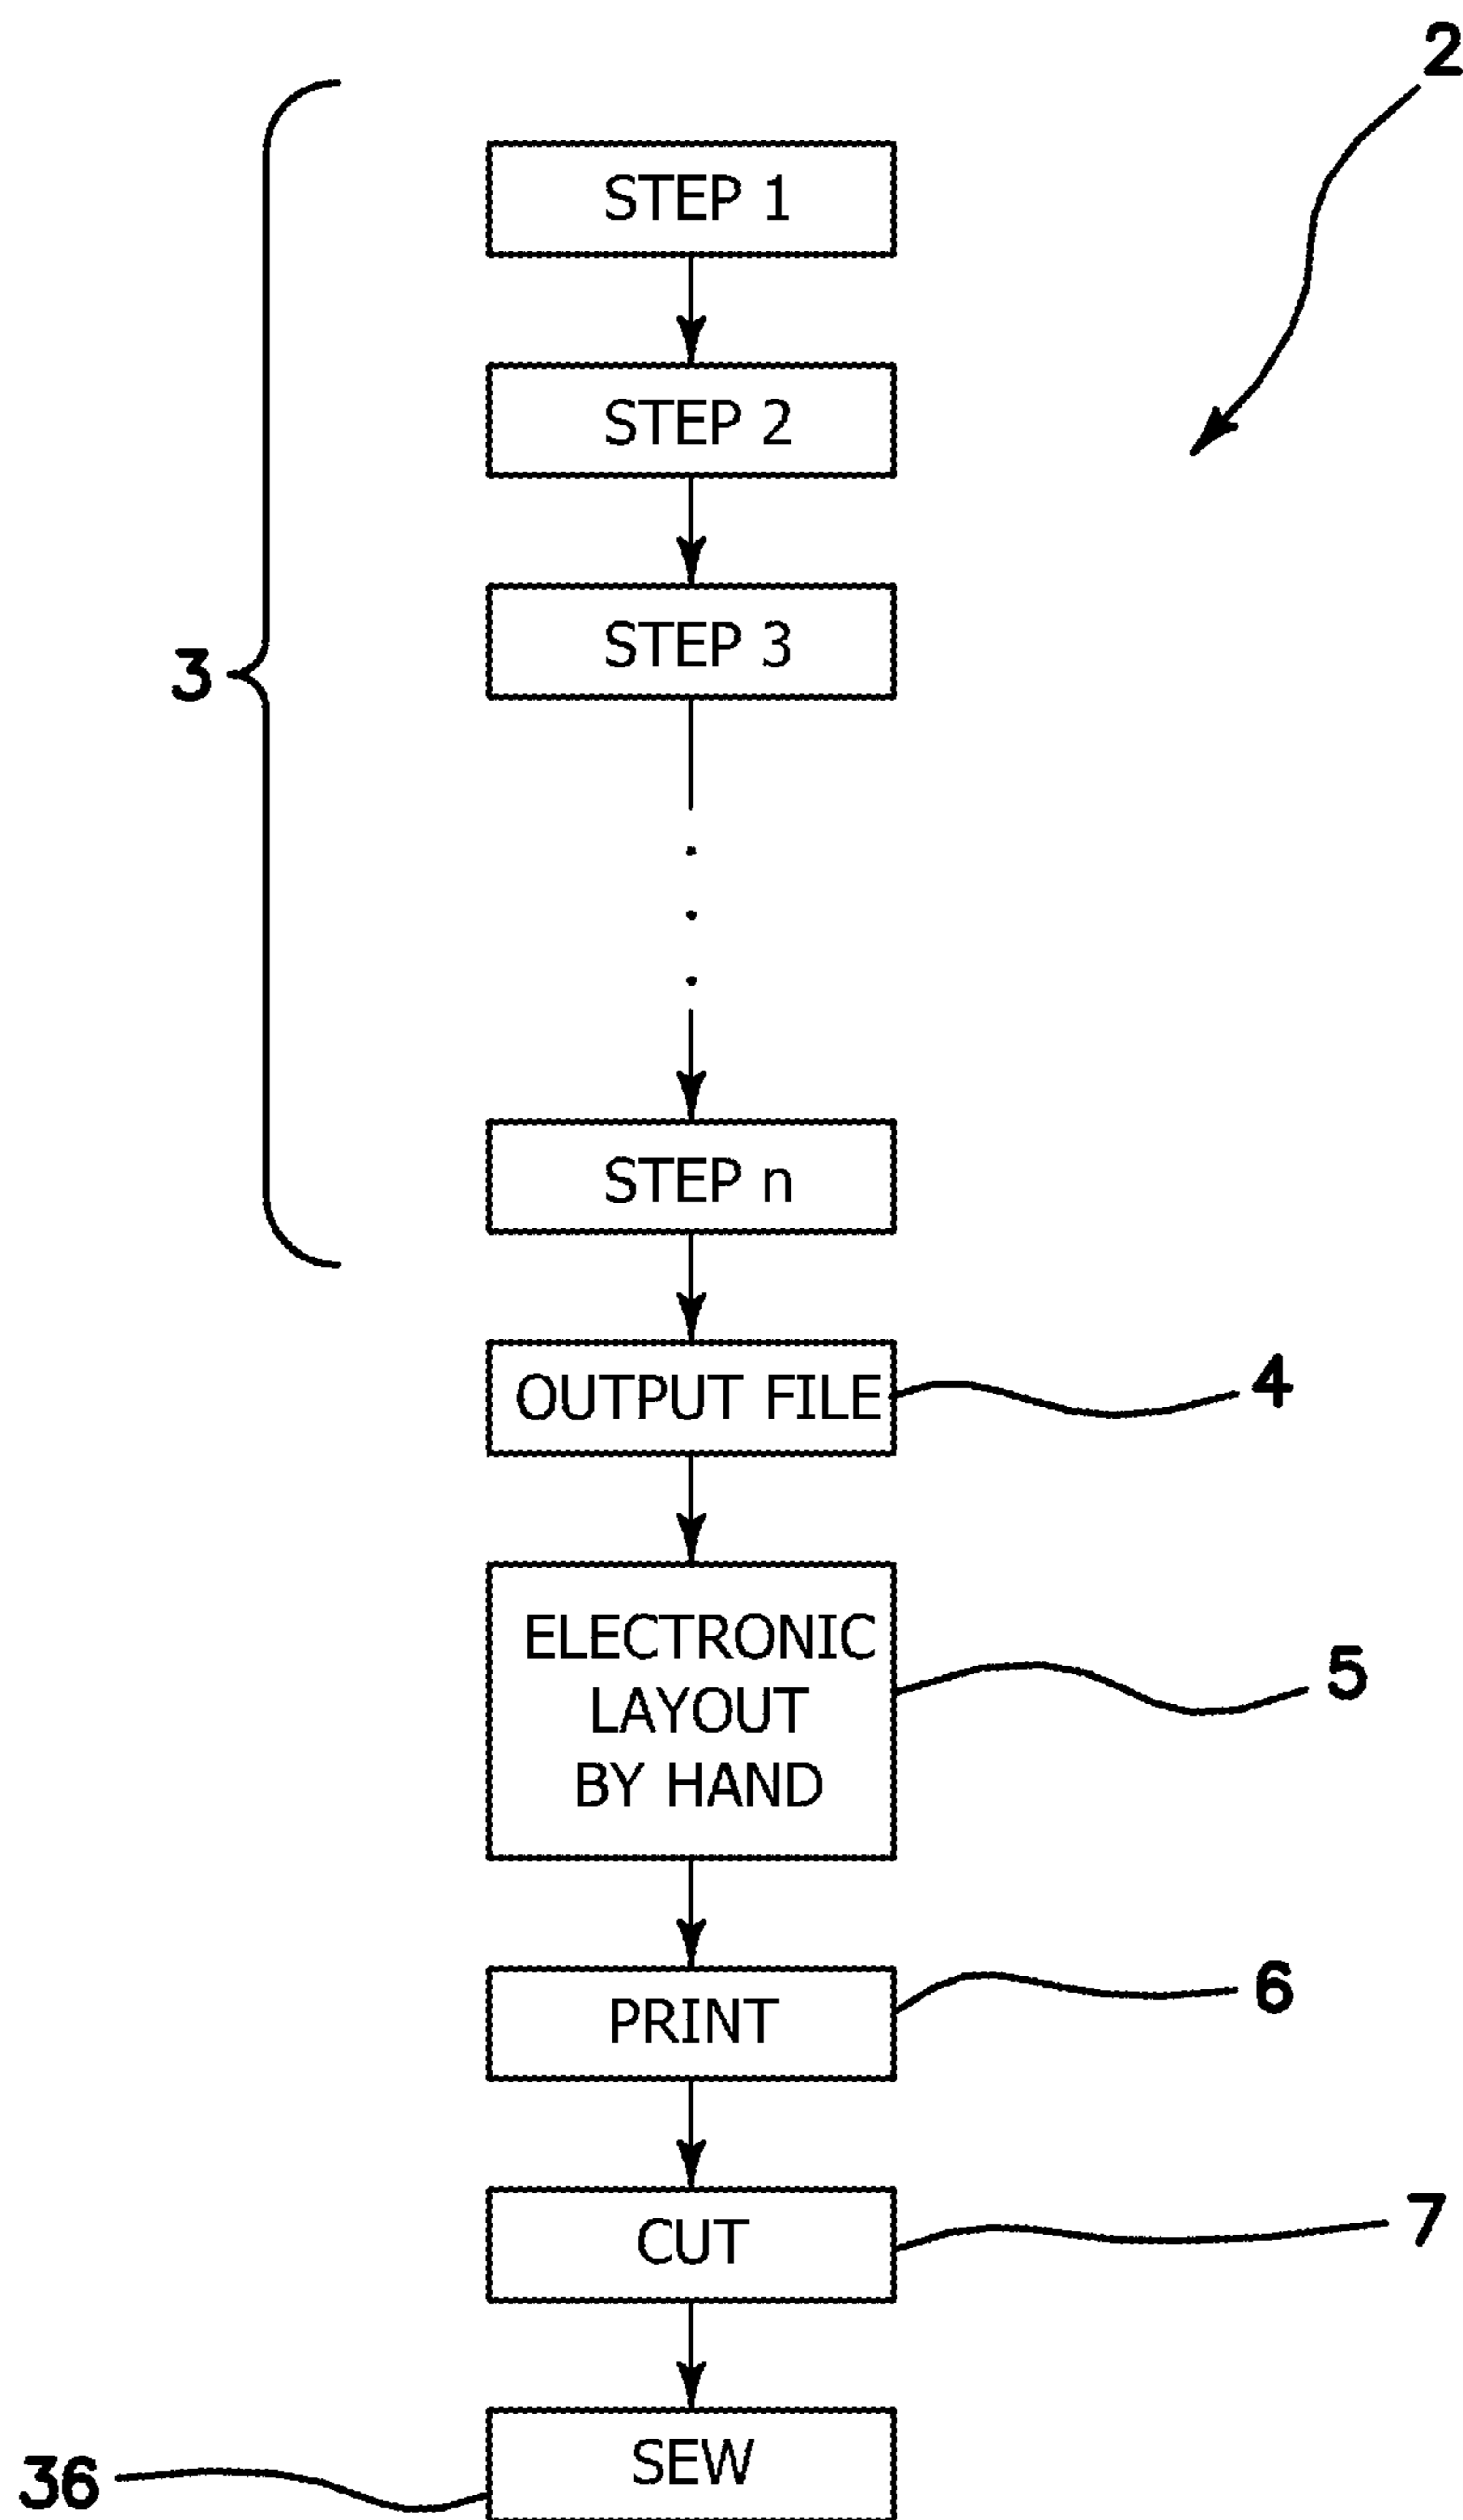 2
STEP 1
STEP 2
STEP 3
3
STEP n
OUTPUT FILE
4
ELECTRONIC
LAYOUT
BY HAND
5
PRINT
6
CUT
7
SEW
36